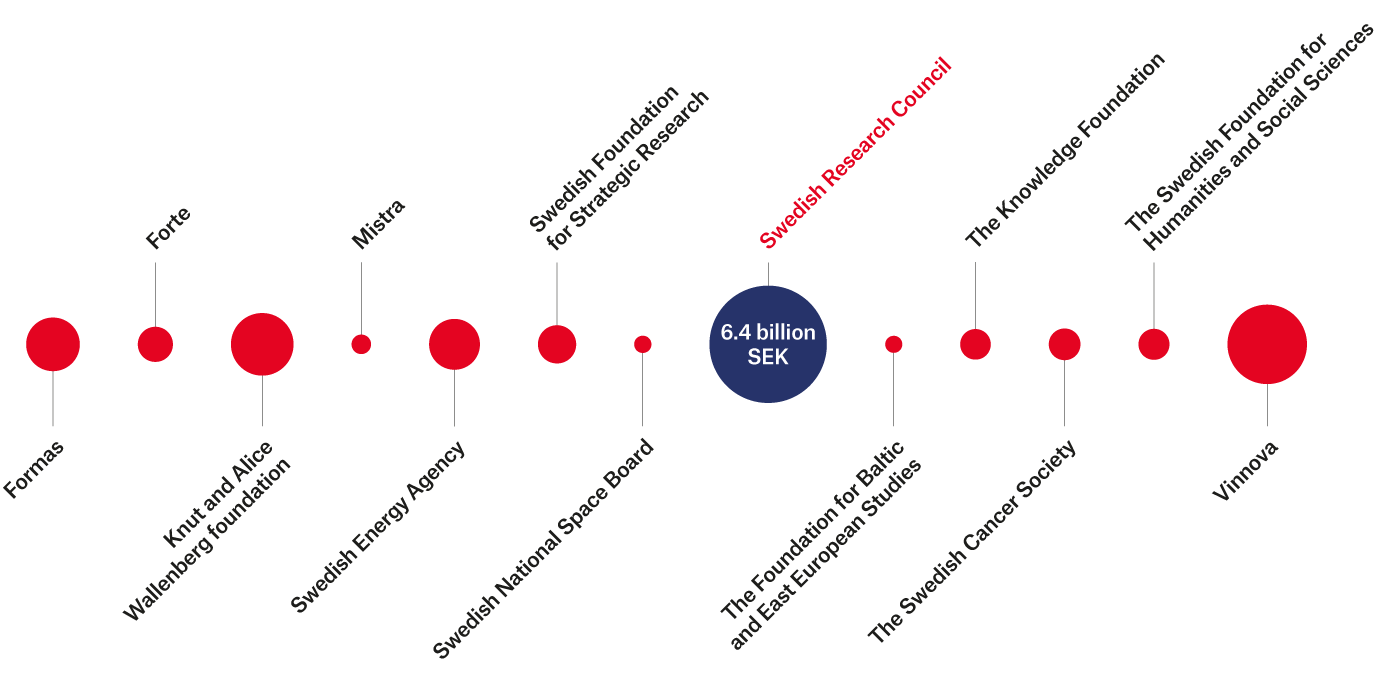 Formas
Forte
Knut and Alice
Wallenberg foundation
Mistra
Swedish Energy Agency
Swedish Foundation
for Strategic Research
Swedish National Space Board
Swedish Research Council
6.4 billion
SEK
The Foundation for Baltic
and East European Studies
The Knowledge Foundation
The Swedish Cancer Society
The Swedish Foundation for
Humanities and Social Sciences
Vinnova